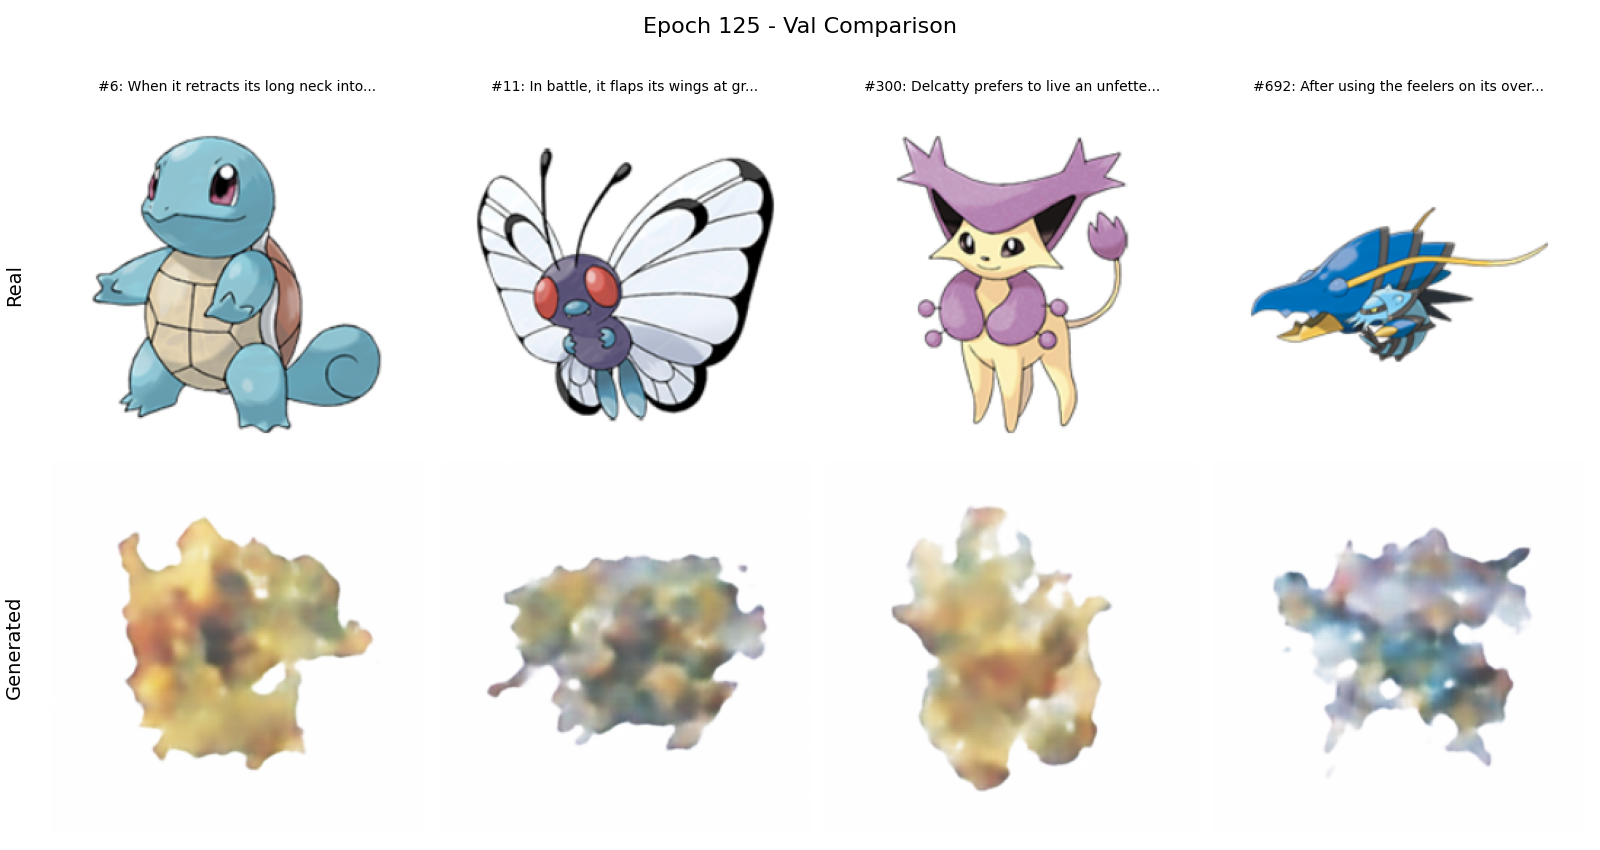 Epoch 125 - Val Comparison
#6: When it retracts its long neck into...
#11: In battle, it flaps its wings at gr...
#300: Delcatty prefers to live an unfette...
#692: After using the feelers on its over...
Real
Generated